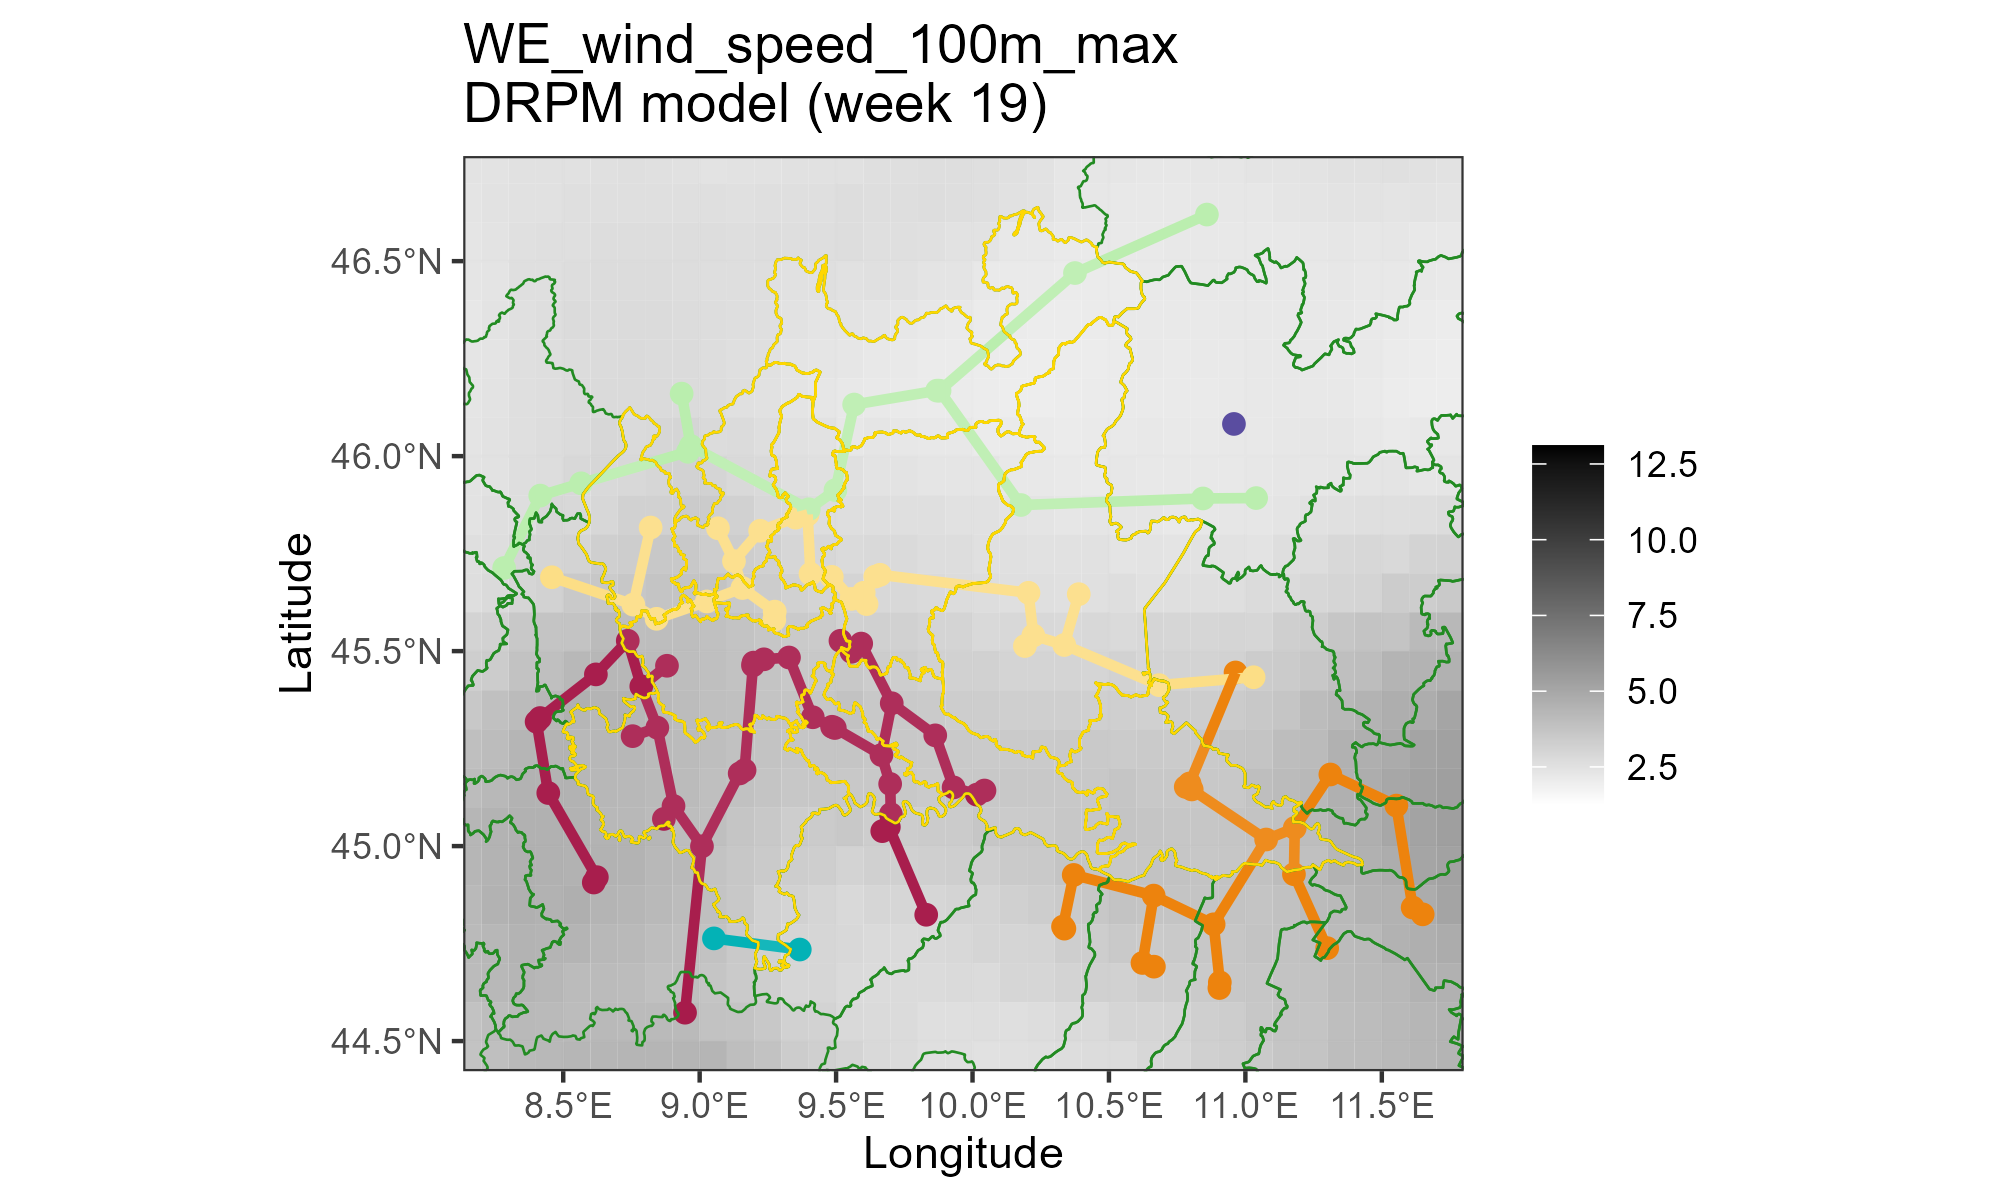 WE_wind_speed_100m_max
DRPM model (week 19)
46.5°N
46.0°N
45.5°N
45.0°N
44.5°N
Latitude
8.5°E
9.0°E
9.5°E
10.0°E
10.5°E
11.0°E
11.5°E
Longitude
12.5
10.0
7.5
5.0
2.5